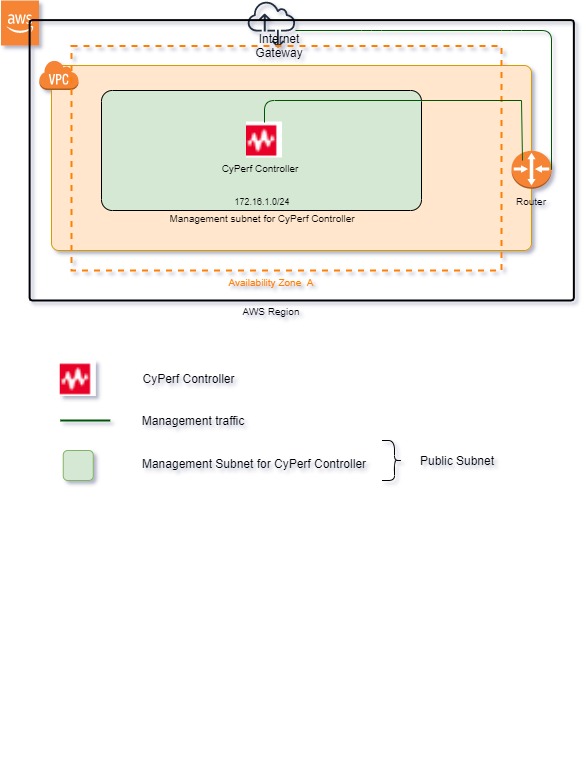 aws
Internet
Gateway
VPC
CyPerf Controller
172.16.1.0/24
Management subnet for CyPerf Controller
Router
Availability Zone A
AWS Region
CyPerf Controller
Management traffic
Management Subnet for CyPerf Controller
Public Subnet